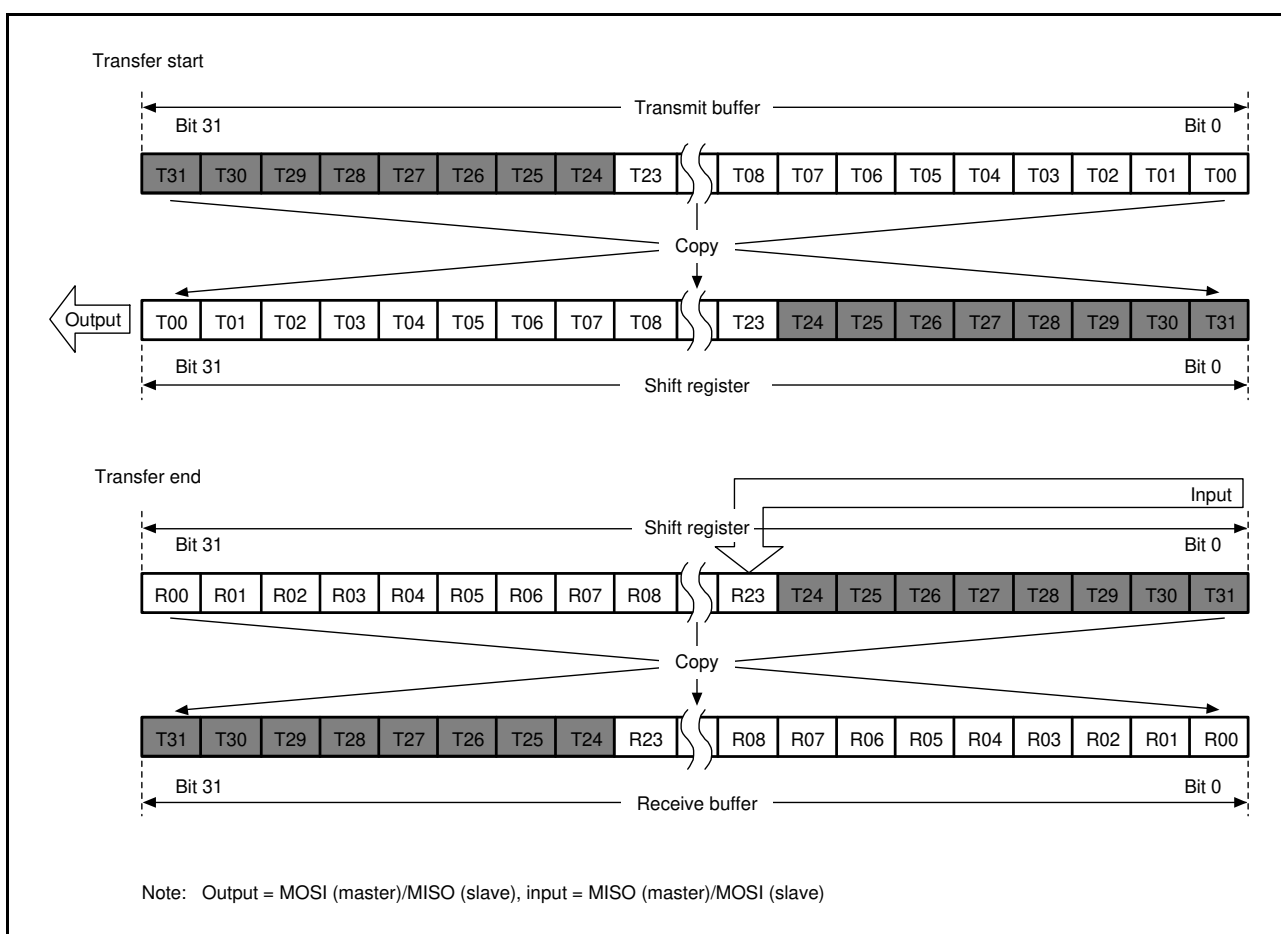 Transfer start
Transmit buffer
Bit 31 Bit 0
T31 T30 T29 T28 T27 T26 T25 T24 T23 T08 T07 T06 T05 T04 T03 T02 T01 T00
Copy
Output T00 T01 T02 T03 T04 T05 T06 T07 T08 T23 T24 T25 T26 T27 T28 T29 T30 T31
Bit 31 Bit 0
Shift register
Transfer end
Input
Shift register
Bit 31 Bit 0
R00 R01 R02 R03 R04 R05 R06 R07 R08 R23 T24 T25 T26 T27 T28 T29 T30 T31
Copy
T31 T30 T29 T28 T27 T26 T25 T24 R23 R08 R07 R06 R05 R04 R03 R02 R01 R00
Bit 31 Bit 0
Receive buffer
Note: Output = MOSI (master)/MISO (slave), input = MISO (master)/MOSI (slave)